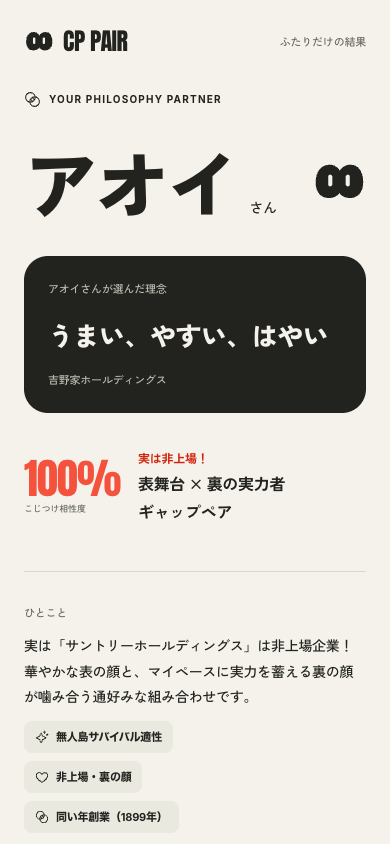 CP PAIR
ふたりだけの結果
YOUR PHILOSOPHY PARTNER
アオイ さん
アオイさんが選んだ理念
うまい、やすい、はやい
吉野家ホールディングス
100%
こじつけ相性度
実は非上場！
表舞台 × 裏の実力者
ギャップペア
ひとこと
実は「サントリーホールディングス」は非上場企業！
華やかな表の顔と、マイペースに実力を蓄える裏の顔
が噛み合う通好みな組み合わせです。
無人島サバイバル適性
非上場・裏の顔
同い年創業（1899年）